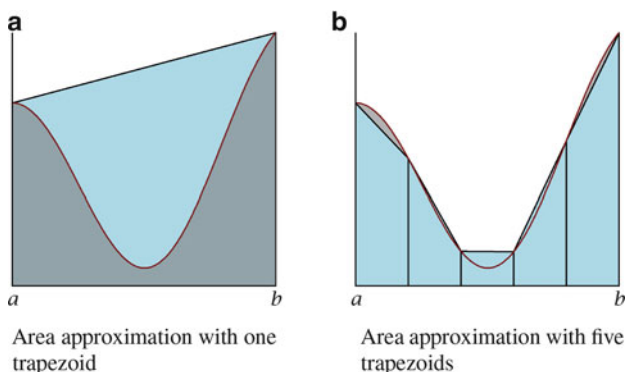 a
b
a
b
a
b
Area approximation with one
trapezoid
Area approximation with five
trapezoids